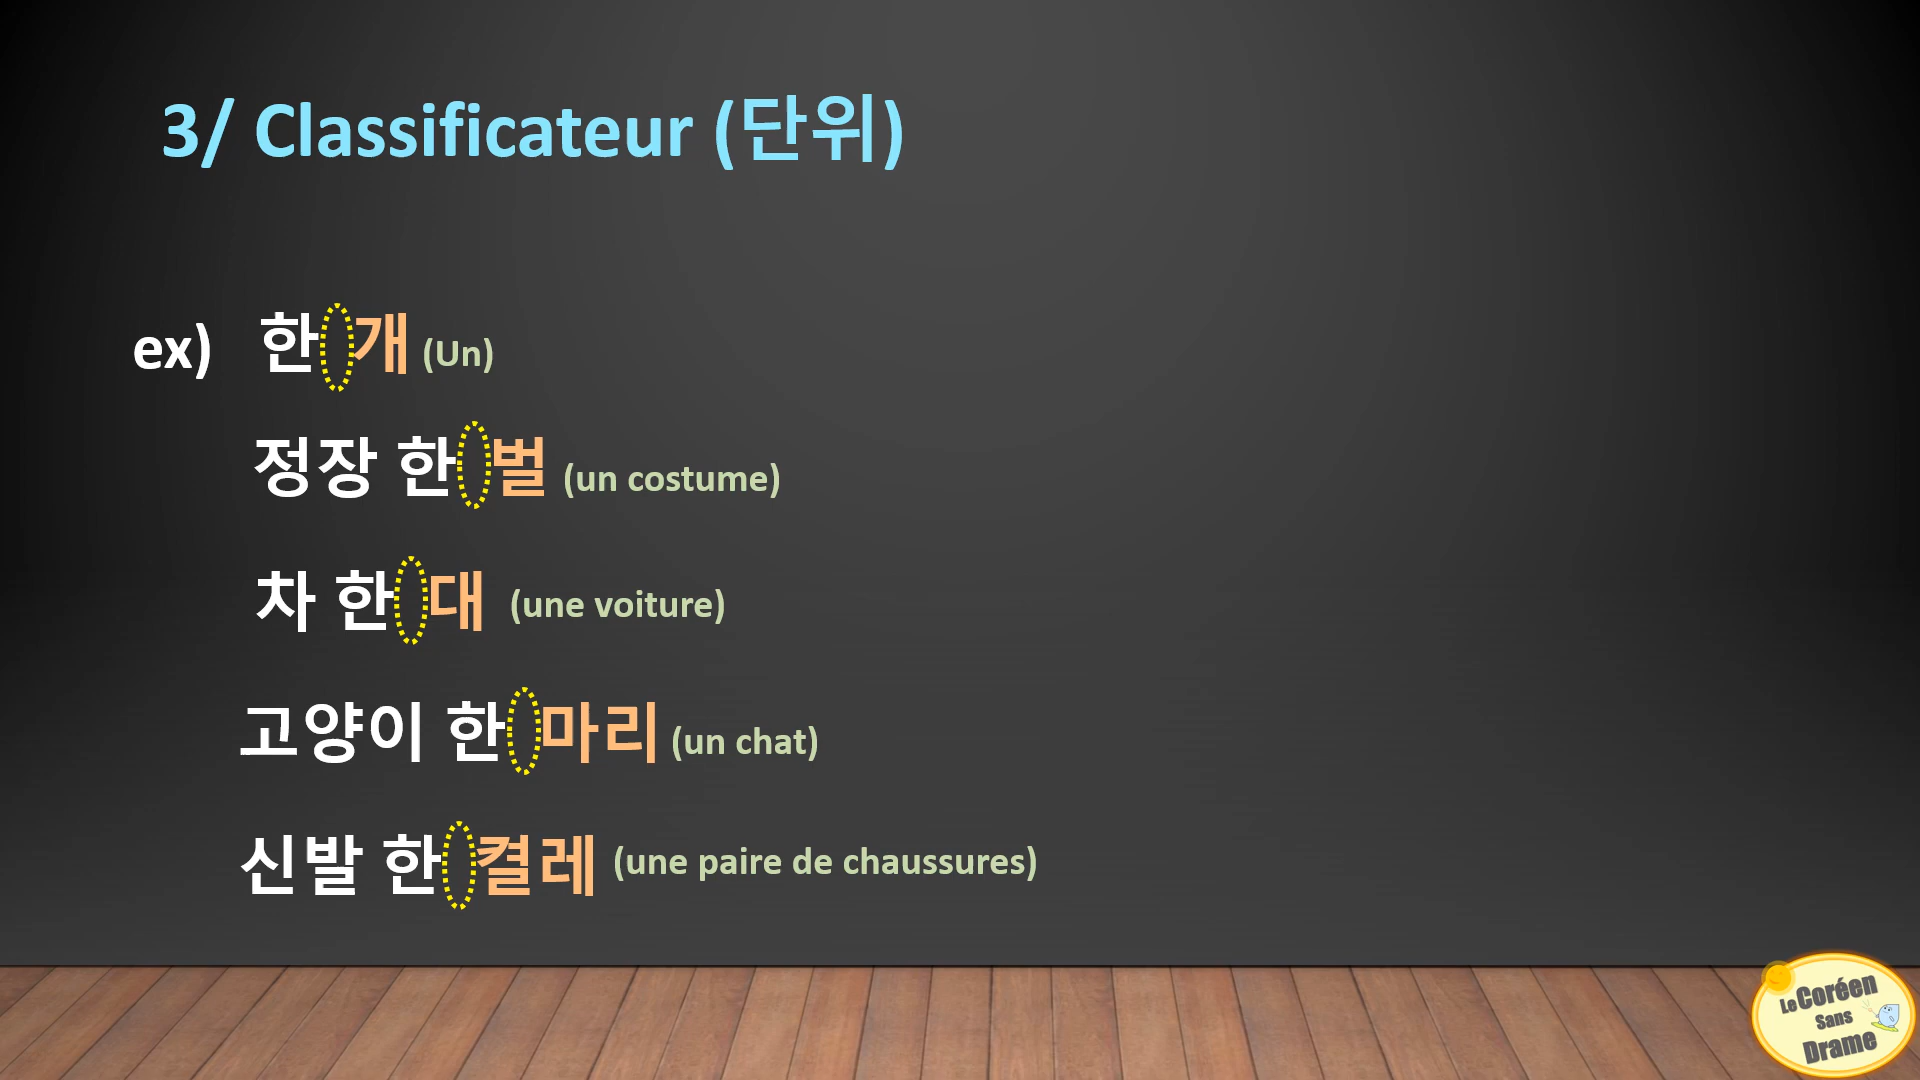 3/ Classificateur (단위)
ex) 한 개 (Un)
정장 한 벌 (un costume)
차 한 대 (une voiture)
고양이 한 마리 (un chat)
신발 한 켤레 (une paire de chaussures)
Le Coréen
Sans
Drame